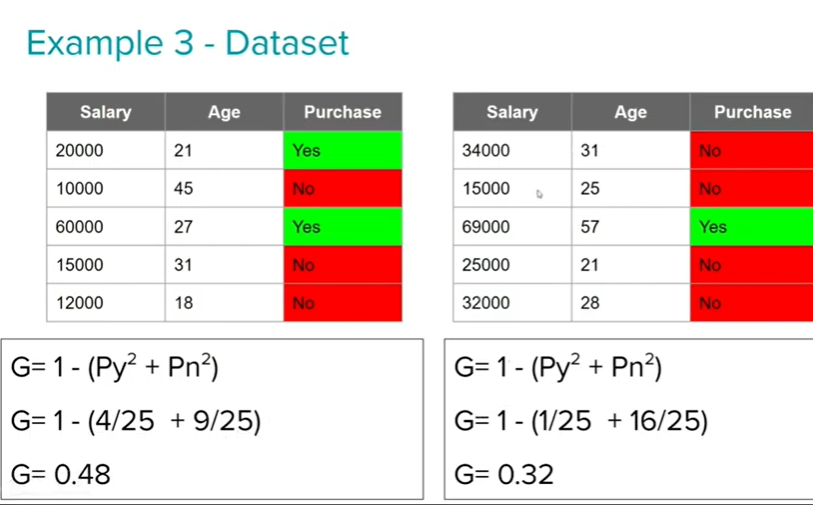 Example 3 - Dataset
Salary Age Purchase
20000 21 Yes
10000 45 No
60000 27 Yes
15000 31 No
12000 18 No
Salary Age Purchase
34000 31 No
15000 25 No
69000 57 Yes
25000 21 No
32000 28 No
G= 1 - (Py² + Pn²)
G= 1 - (4/25 + 9/25)
G= 0.48
G= 1 - (Py² + Pn²)
G= 1 - (1/25 + 16/25)
G= 0.32